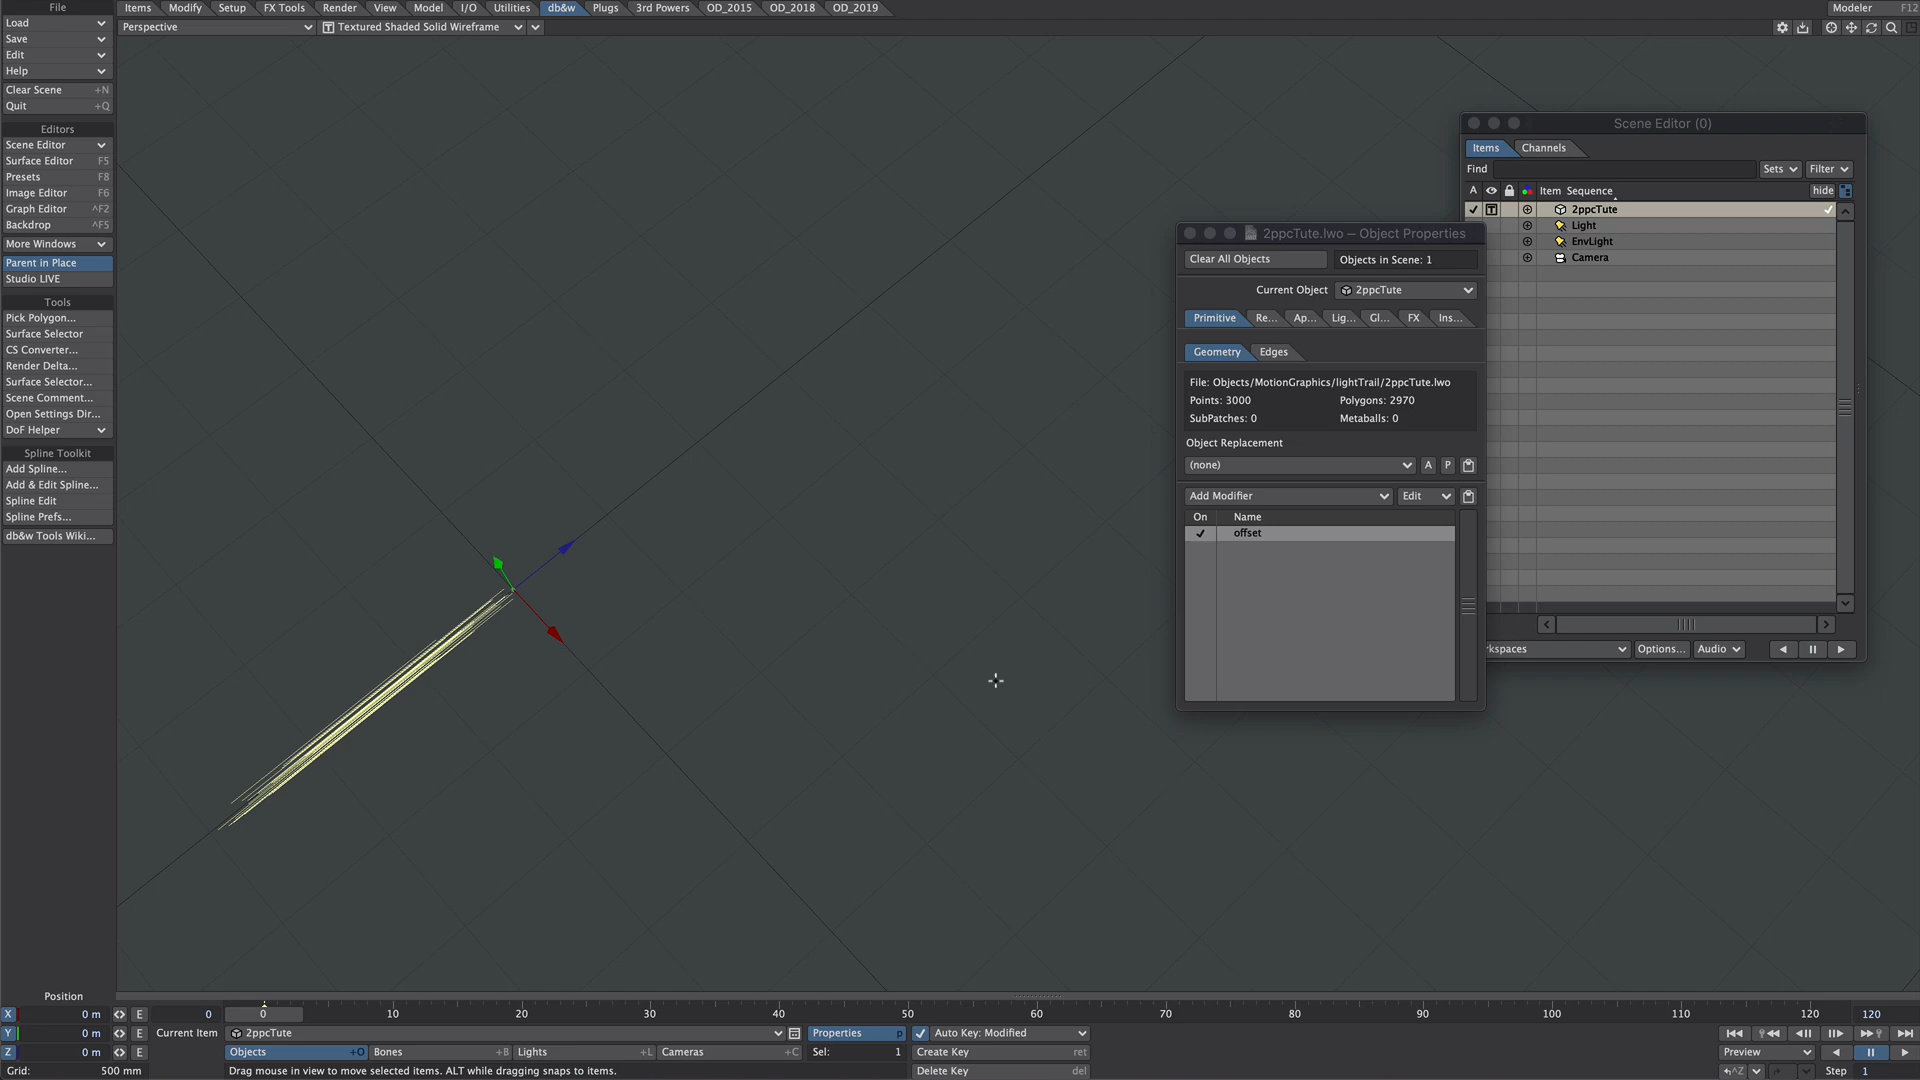 File
Items Modify Setup FX Tools Render View Model I/O Utilities db&w Plugs 3rd Powers OD_2015 OD_2018 OD_2019
Modeler F12
Load
Save
Edit
Help
Clear Scene +N
Quit +Q
Editors
Scene Editor
Surface Editor F5
Presets F8
Image Editor F6
Graph Editor ^F2
Backdrop ^F5
More Windows
Parent in Place
Studio LIVE
Tools
Pick Polygon...
Surface Selector
CS Converter...
Render Delta...
Surface Selector...
Scene Comment...
Open Settings Dir...
DoF Helper
Spline Toolkit
Add Spline...
Add & Edit Spline...
Spline Edit
Spline Prefs...
db&w Tools Wiki...
Perspective
T Textured Shaded Solid Wireframe
Scene Editor (0)
Items Channels
Find
Sets Filter
A Item Sequence hide
T 2ppcTute
Light
EnvLight
Camera
kspaces Options... Audio
2ppcTute.lwo — Object Properties
Clear All Objects
Objects in Scene: 1
Current Object 2ppcTute
Primitive Re... Ap... Lig... Gl... FX Ins...
Geometry Edges
File: Objects/MotionGraphics/lightTrail/2ppcTute.lwo
Points: 3000 Polygons: 2970
SubPatches: 0 Metaballs: 0
Object Replacement
(none) A P
Add Modifier Edit
On Name
offset
Position
X 0 m E
Y 0 m E
Z 0 m E
Grid: 500 mm
0 0 10 20 30 40 50 60 70 80 90 100 110 120 120
Current Item 2ppcTute
Properties p
Auto Key: Modified
Objects +O Bones +B Lights +L Cameras +C
Sel: 1
Create Key ret
Drag mouse in view to move selected items. ALT while dragging snaps to items.
Delete Key del
Preview
^Z
Step 1